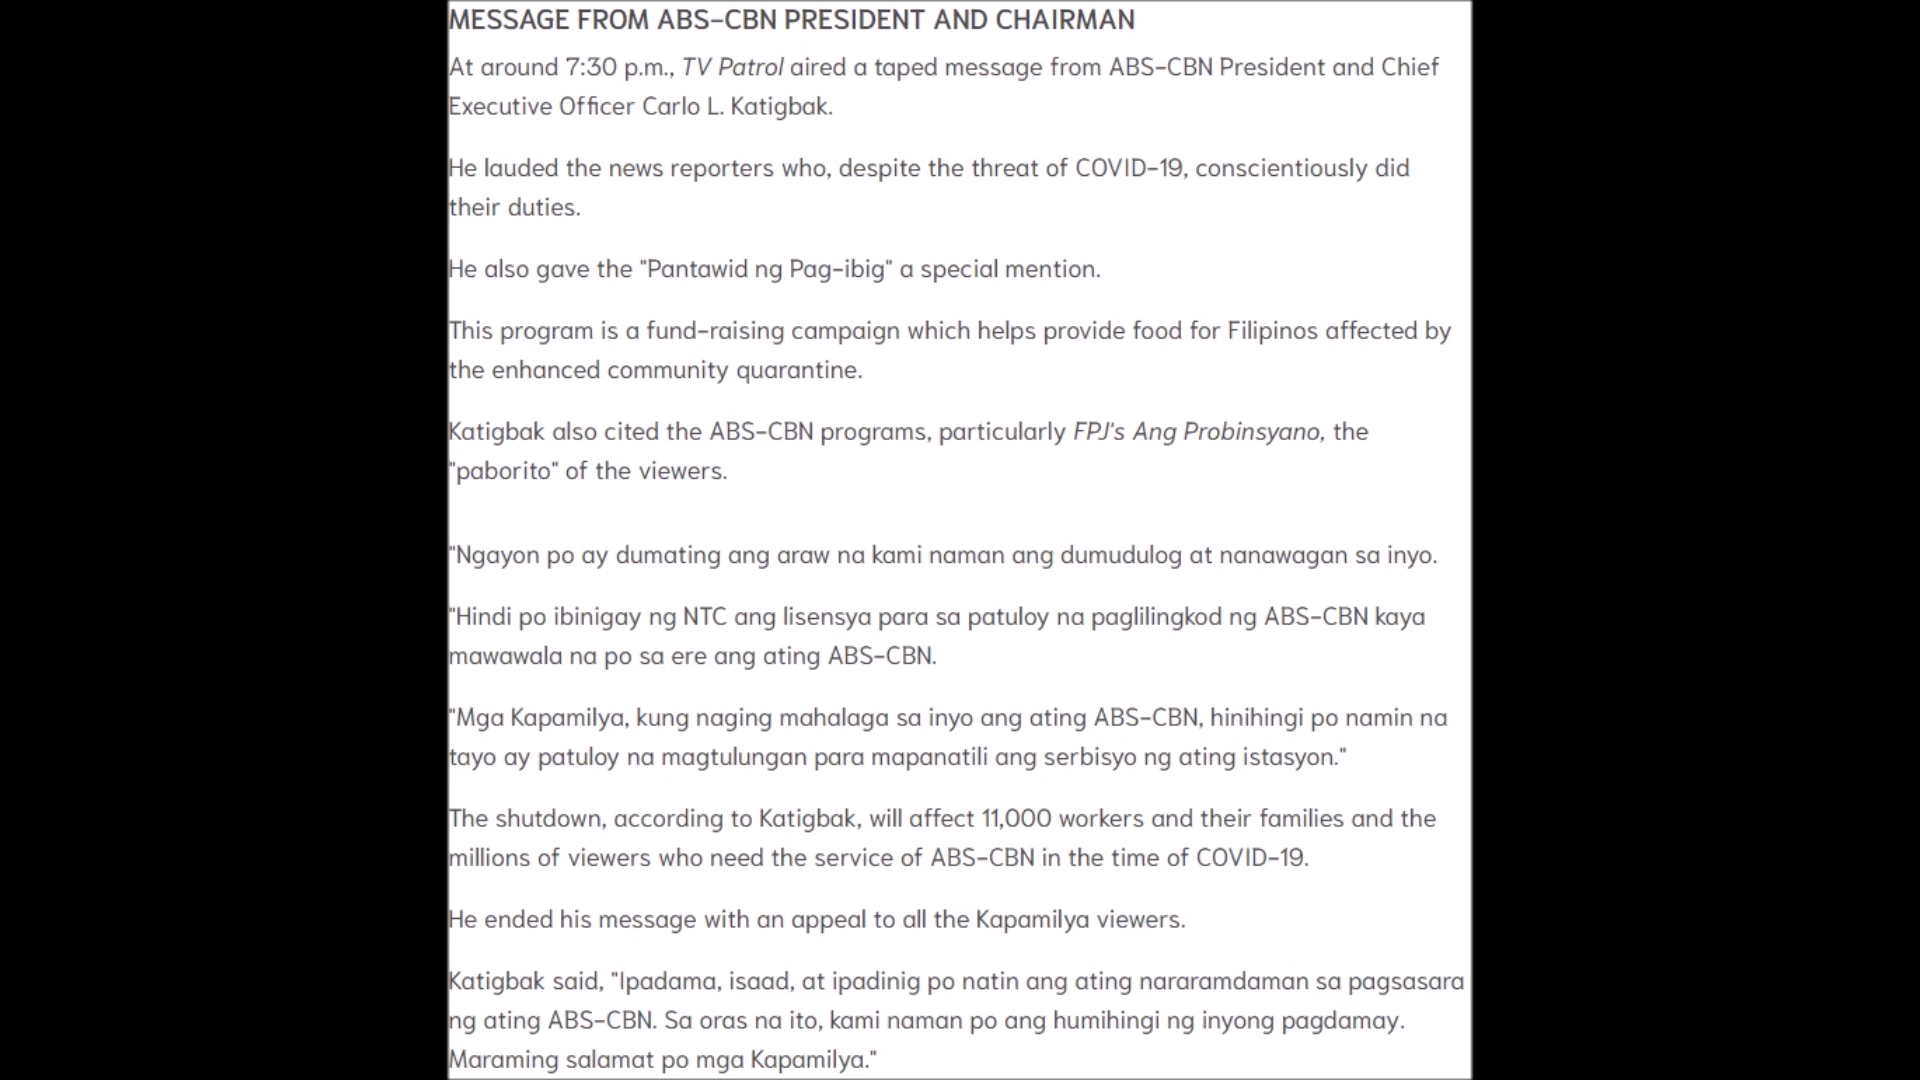 MESSAGE FROM ABS-CBN PRESIDENT AND CHAIRMAN
At around 7:30 p.m., TV Patrol aired a taped message from ABS-CBN President and Chief
Executive Officer Carlo L. Katigbak.
He lauded the news reporters who, despite the threat of COVID-19, conscientiously did
their duties.
He also gave the "Pantawid ng Pag-ibig" a special mention.
This program is a fund-raising campaign which helps provide food for Filipinos affected by
the enhanced community quarantine.
Katigbak also cited the ABS-CBN programs, particularly FPJ's Ang Probinsyano, the
"paborito" of the viewers.
"Ngayon po ay dumating ang araw na kami naman ang dumudulog at nanawagan sa inyo.
"Hindi po ibinigay ng NTC ang lisensya para sa patuloy na paglilingkod ng ABS-CBN kaya
mawawala na po sa ere ang ating ABS-CBN.
"Mga Kapamilya, kung naging mahalaga sa inyo ang ating ABS-CBN, hinihingi po namin na
tayo ay patuloy na magtulungan para mapanatili ang serbisyo ng ating istasyon."
The shutdown, according to Katigbak, will affect 11,000 workers and their families and the
millions of viewers who need the service of ABS-CBN in the time of COVID-19.
He ended his message with an appeal to all the Kapamilya viewers.
Katigbak said, "Ipadama, isaad, at ipadinig po natin ang ating nararamdaman sa pagsasara
ng ating ABS-CBN. Sa oras na ito, kami naman po ang humihingi ng inyong pagdamay.
Maraming salamat po mga Kapamilya."